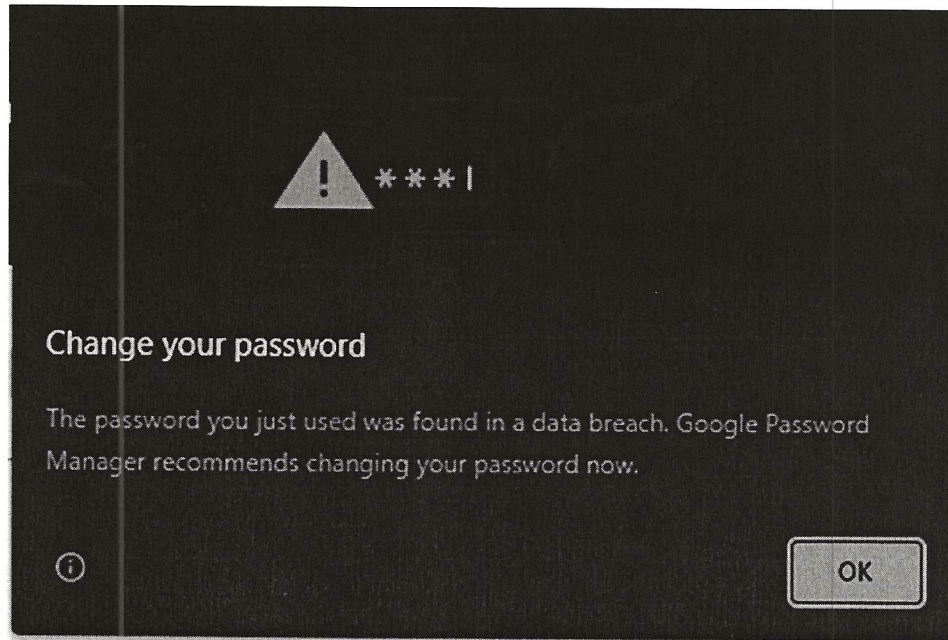 ***
Change your password
The password you just used was found in a data breach. Google Password
Manager recommends changing your password now.
OK